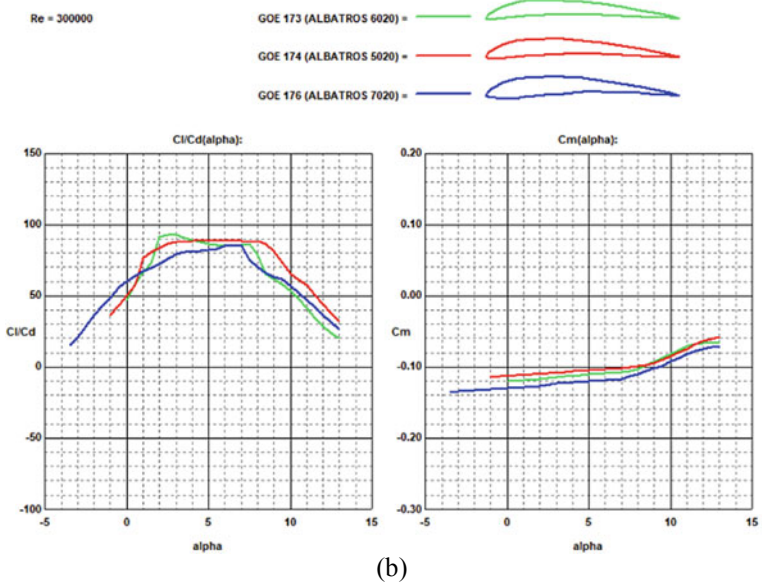 Re = 300000
GOE 173 (ALBATROS 6020) =
GOE 174 (ALBATROS 5020) =
GOE 176 (ALBATROS 7020) =
Cl/Cd(alpha):
150
100
50
Cl/Cd
0
-50
-100
-5 0 5 10 15
alpha
Cm(alpha):
0.20
0.10
0.00
Cm
-0.10
-0.20
-0.30
-5 0 5 10 15
alpha
(b)